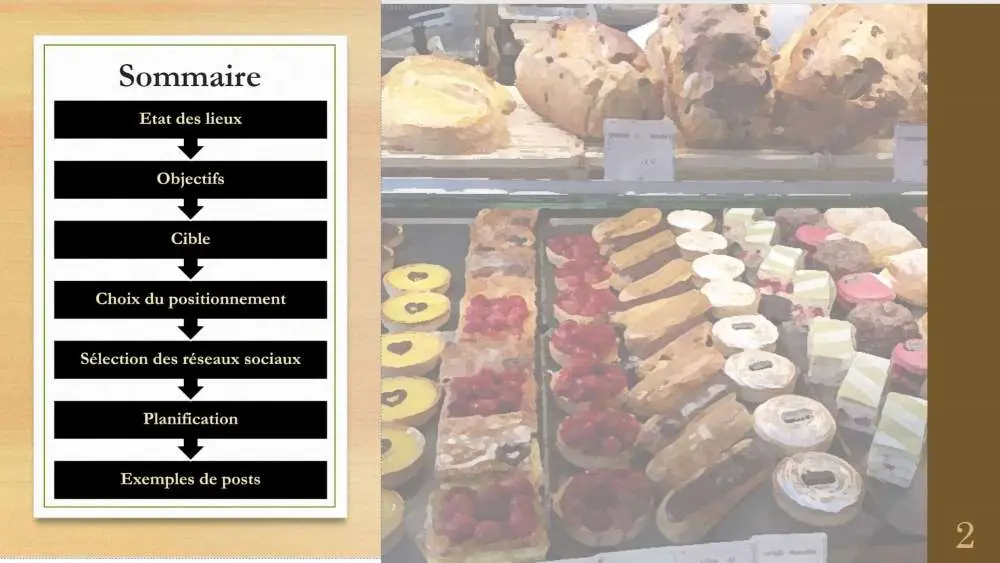 Sommaire
Etat des lieux
Objectifs
Cible
Choix du positionnement
Sélection des réseaux sociaux
Planification
Exemples de posts
2